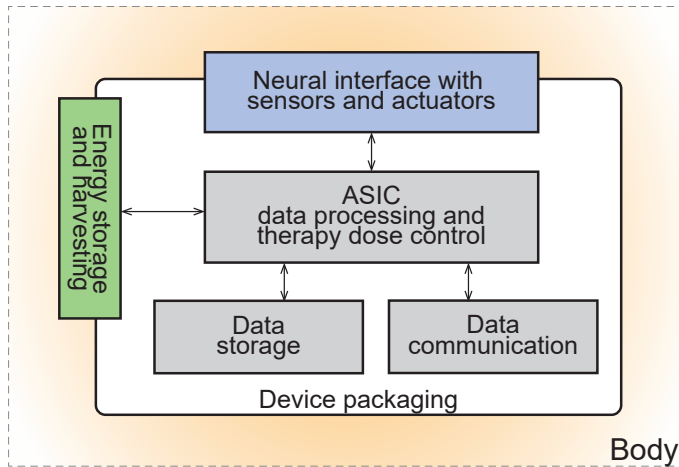 Neural interface with
sensors and actuators
Energy storage
and harvesting
ASIC
data processing and
therapy dose control
Data
storage
Data
communication
Device packaging
Body